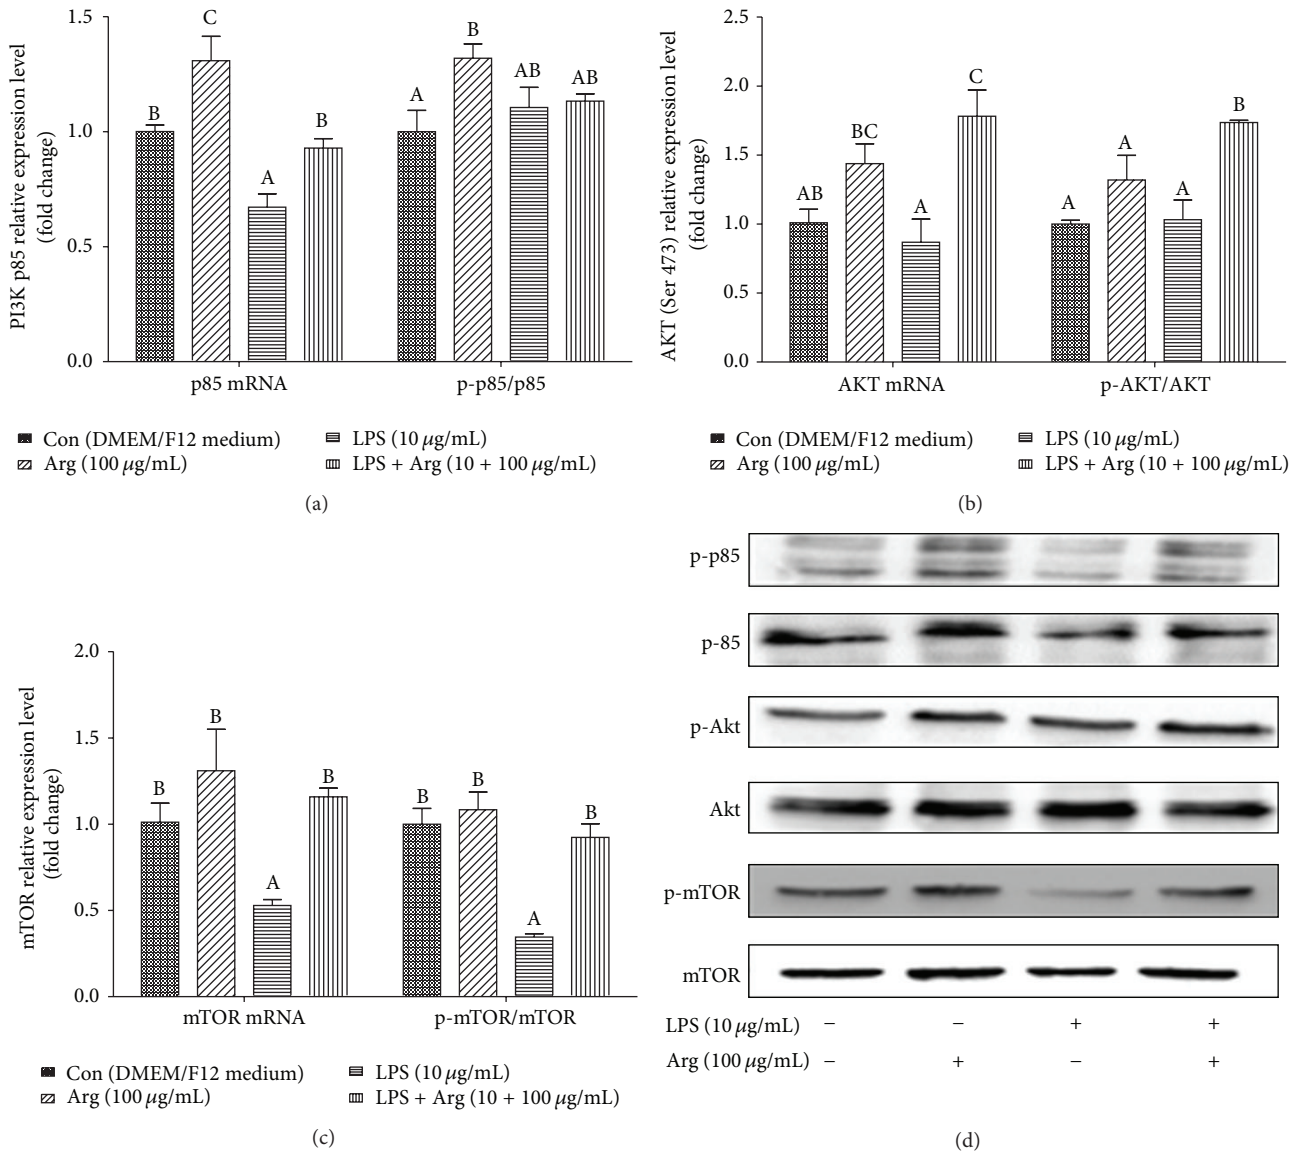 PI3K p85 relative expression level
(fold change)
1.5
1.0
0.5
0.0
B
C
A
B
A
B
AB
AB
p85 mRNA
p-p85/p85
Con (DMEM/F12 medium)
Arg (100 μg/mL)
LPS (10 μg/mL)
LPS + Arg (10 + 100 μg/mL)
(a)
AKT (Ser 473) relative expression level
(fold change)
2.5
2.0
1.5
1.0
0.5
0.0
AB
BC
A
C
A
A
A
B
AKT mRNA
p-AKT/AKT
Con (DMEM/F12 medium)
Arg (100 μg/mL)
LPS (10 μg/mL)
LPS + Arg (10 + 100 μg/mL)
(b)
mTOR relative expression level
(fold change)
2.0
1.5
1.0
0.5
0.0
B
B
A
B
B
B
A
B
mTOR mRNA
p-mTOR/mTOR
Con (DMEM/F12 medium)
Arg (100 μg/mL)
LPS (10 μg/mL)
LPS + Arg (10 + 100 μg/mL)
(c)
p-p85
p-85
p-Akt
Akt
p-mTOR
mTOR
LPS (10 μg/mL) − − + +
Arg (100 μg/mL) − + − +
(d)